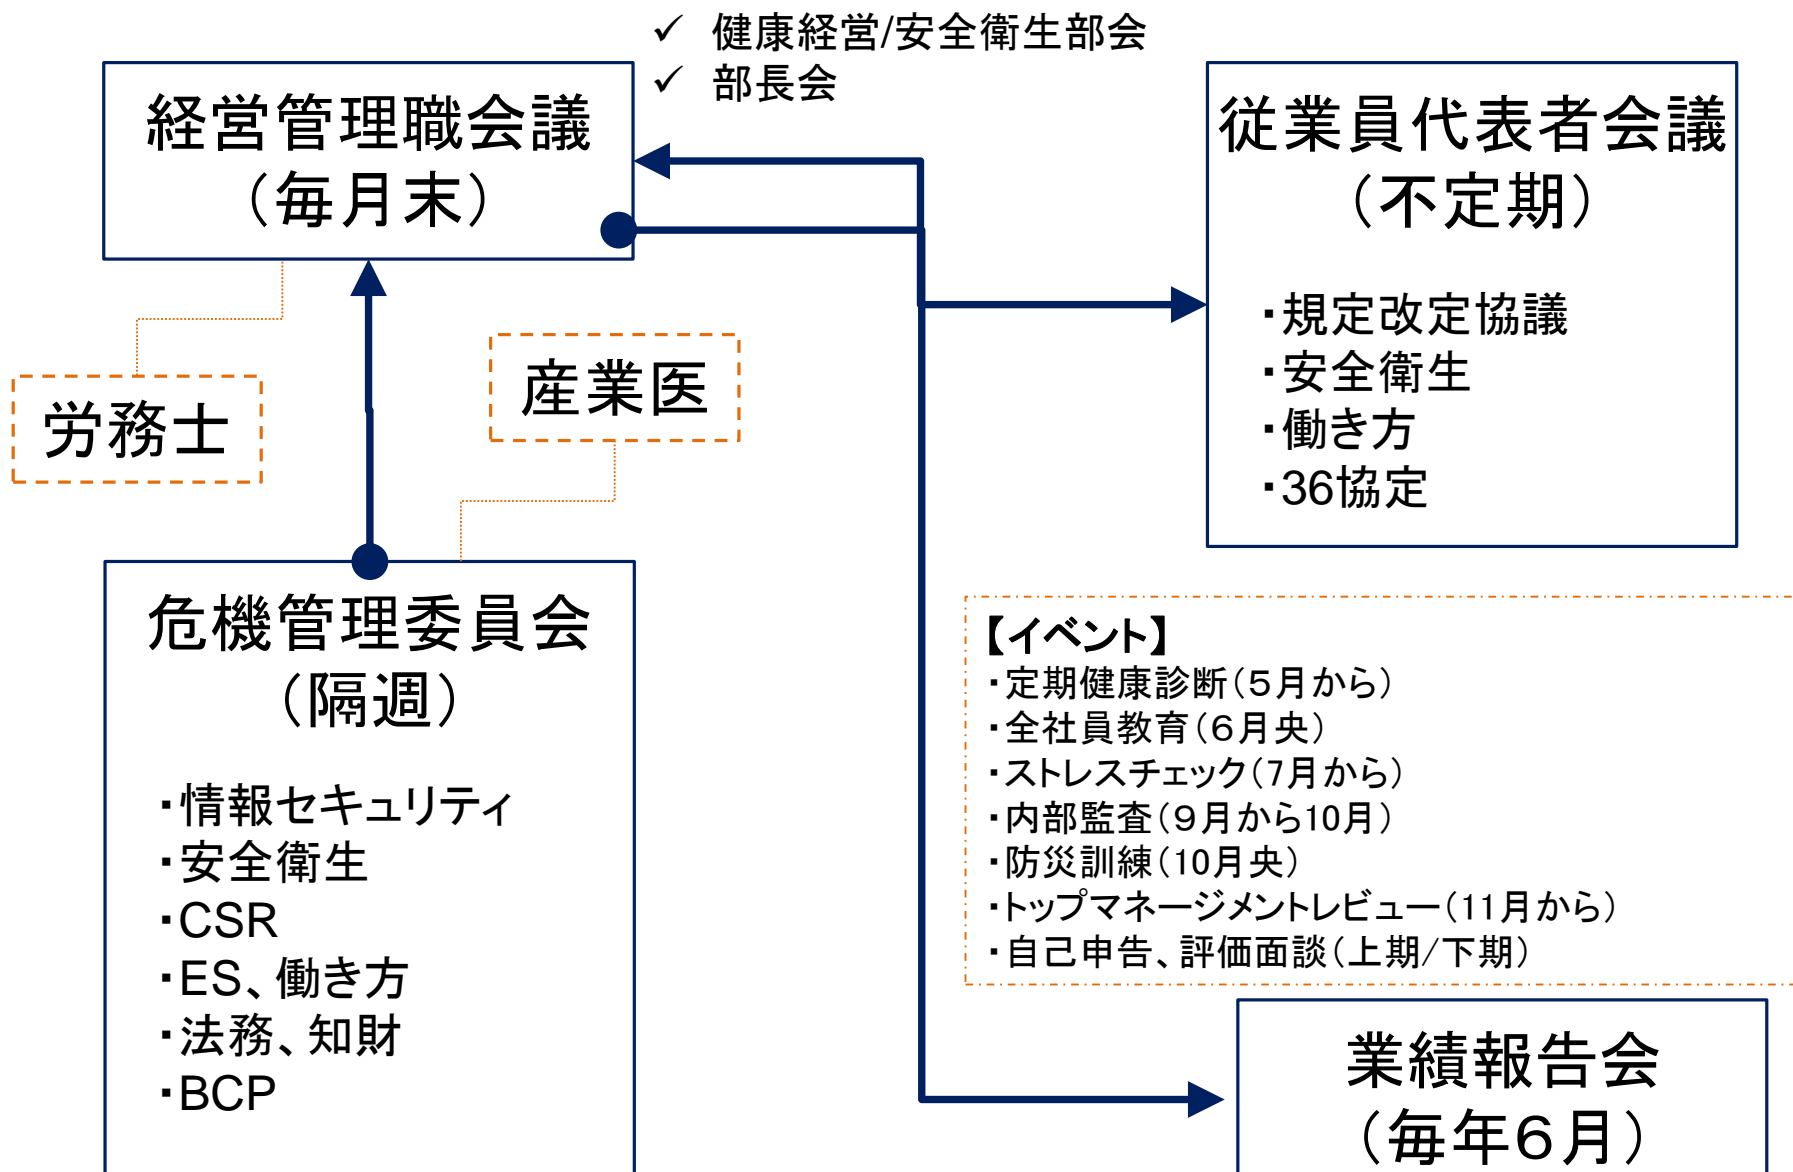 ✓ 健康経営/安全衛生部会
✓ 部長会
経営管理職会議
（毎月末）
従業員代表者会議
（不定期）
・規定改定協議
・安全衛生
・働き方
・36協定
労務士
産業医
危機管理委員会
（隔週）
・情報セキュリティ
・安全衛生
・CSR
・ES、働き方
・法務、知財
・BCP
【イベント】
・定期健康診断（５月から）
・全社員教育（６月央）
・ストレスチェック（7月から）
・内部監査（９月から10月）
・防災訓練（10月央）
・トップマネージメントレビュー（11月から）
・自己申告、評価面談（上期/下期）
業績報告会
（毎年６月）